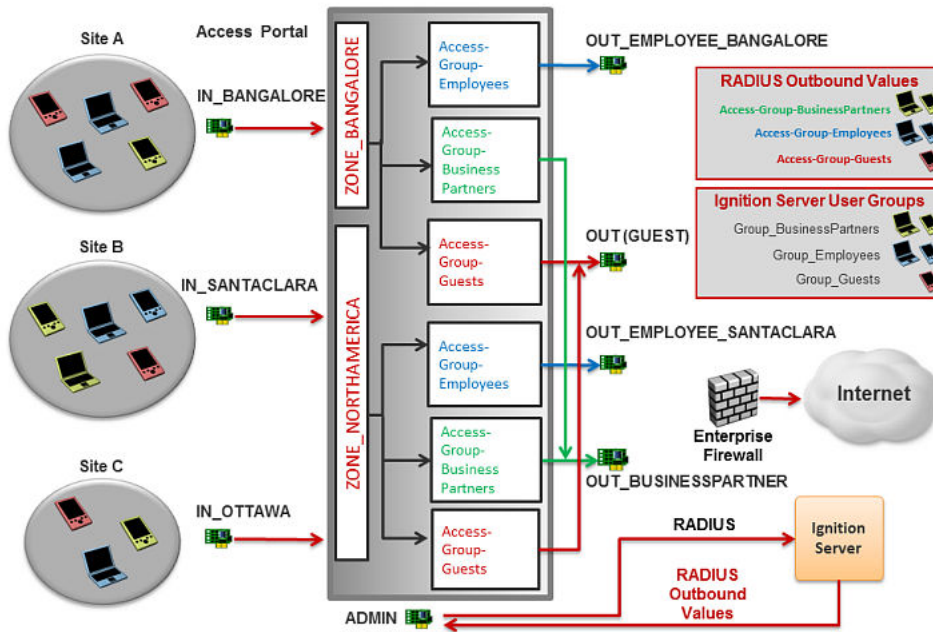 Site A
Access Portal
IN_BANGALORE
ZONE_BANGALORE
Access-
Group-
Employees
Access-
Group-
Business
Partners
Access-
Group-
Guests
OUT_EMPLOYEE_BANGALORE
RADIUS Outbound Values
Access-Group-BusinessPartners
Access-Group-Employees
Access-Group-Guests
Ignition Server User Groups
Group_BusinessPartners
Group_Employees
Group_Guests
OUT(GUEST)
Site B
IN_SANTACLARA
ZONE_NORTHAMERICA
Access-
Group-
Employees
Access-
Group-
Business
Partners
Access-
Group-
Guests
OUT_EMPLOYEE_SANTACLARA
Internet
Enterprise
Firewall
OUT_BUSINESSPARTNER
Site C
IN_OTTAWA
RADIUS
Ignition
Server
RADIUS
Outbound
Values
ADMIN